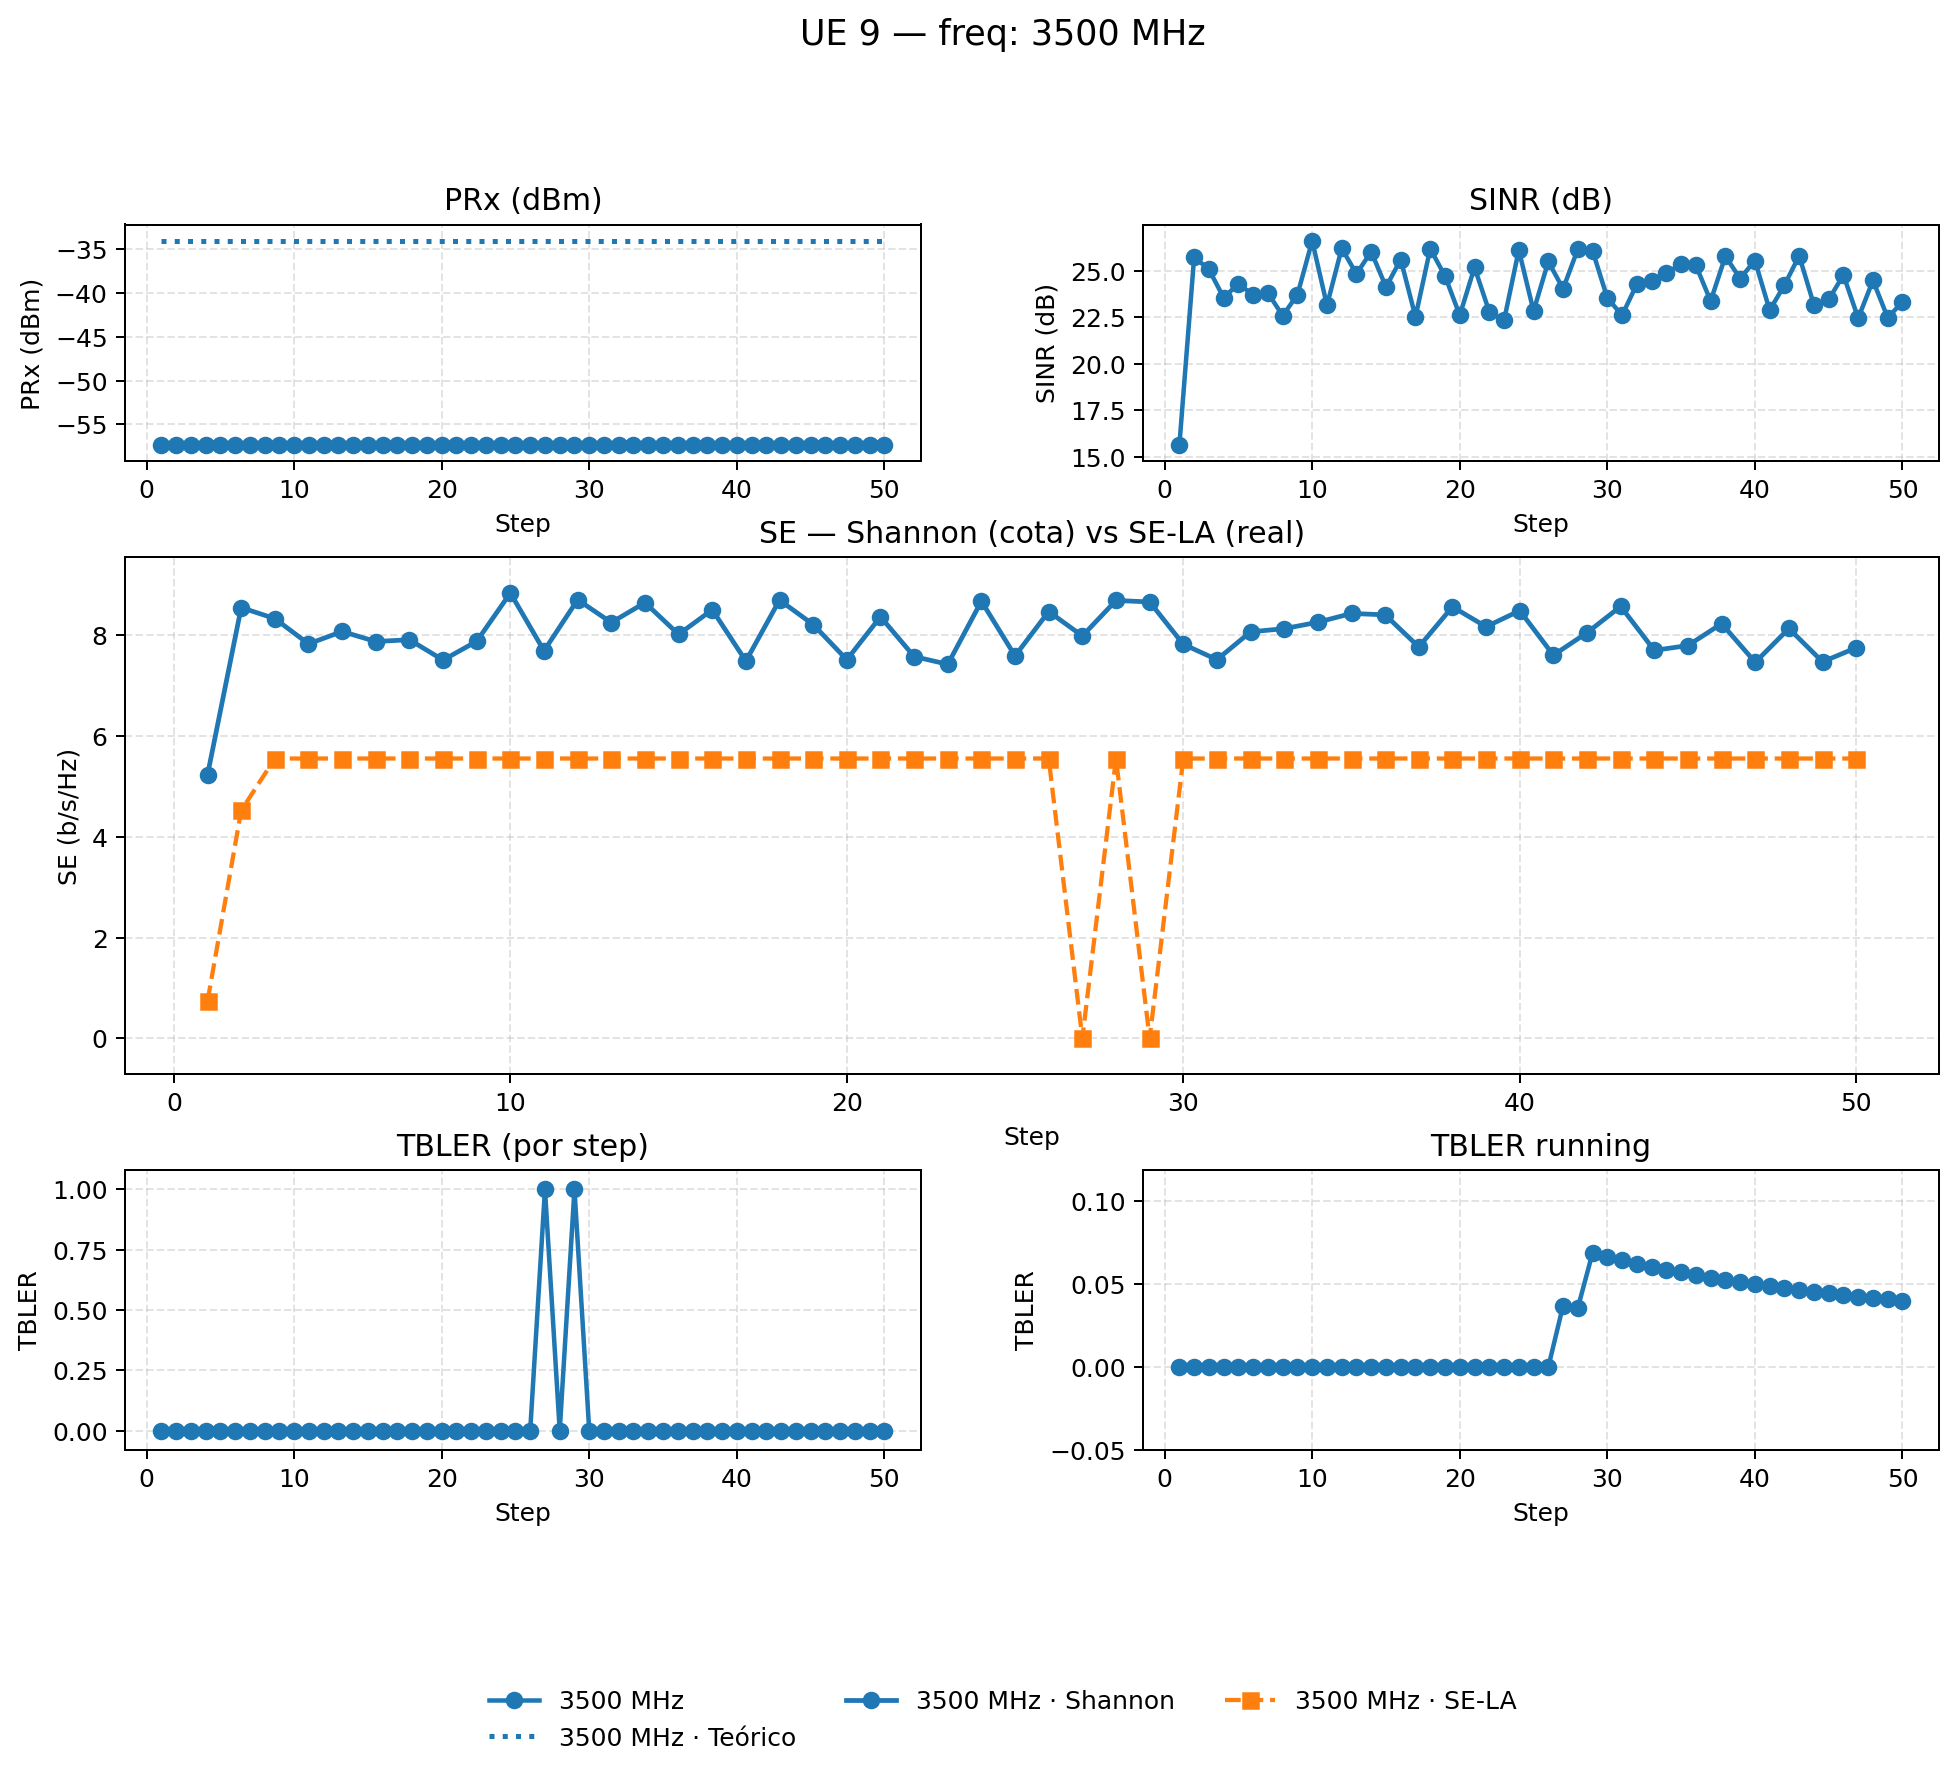 UE 9 — freq: 3500 MHz
PRx (dBm)
PRx (dBm)
−35
−40
−45
−50
−55
0 10 20 30 40 50
Step
SINR (dB)
SINR (dB)
25.0
22.5
20.0
17.5
15.0
0 10 20 30 40 50
Step
SE — Shannon (cota) vs SE-LA (real)
SE (b/s/Hz)
8
6
4
2
0
0 10 20 30 40 50
Step
TBLER (por step)
TBLER
1.00
0.75
0.50
0.25
0.00
0 10 20 30 40 50
Step
TBLER running
TBLER
0.10
0.05
0.00
−0.05
0 10 20 30 40 50
Step
3500 MHz
3500 MHz · Teórico
3500 MHz · Shannon
3500 MHz · SE-LA